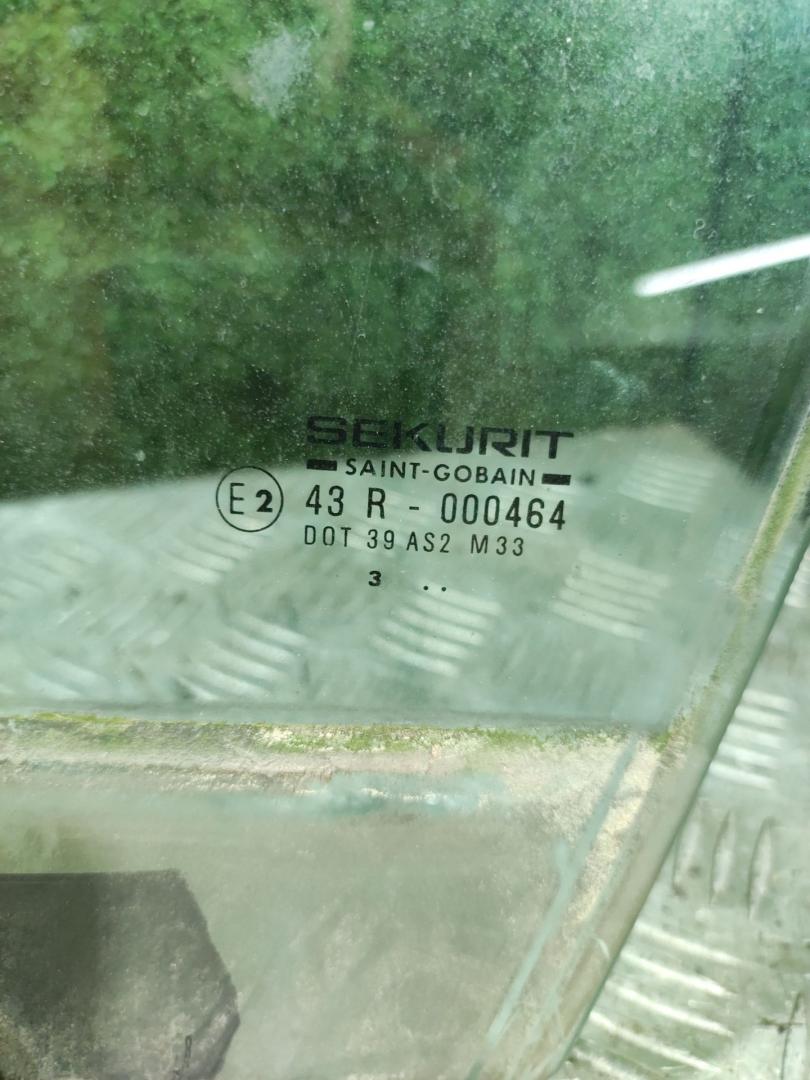 SEKURIT
SAINT-GOBAIN
E2 43 R - 000464
DOT 39 AS2 M33
3 ..